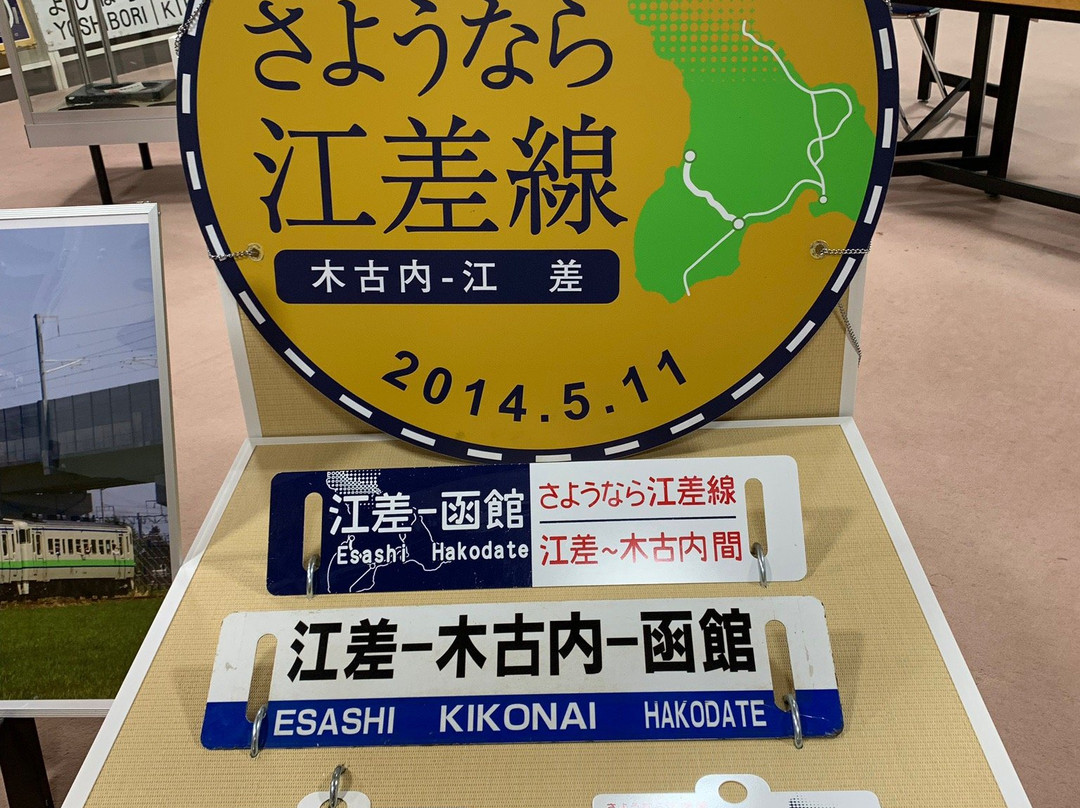 YOSHIBORI | KI
さようなら
江差線
木古内-江　差
2014.5.11
江差-函館
Esashi Hakodate
さようなら江差線
江差～木古内間
江差-木古内-函館
ESASHI KIKONAI HAKODATE